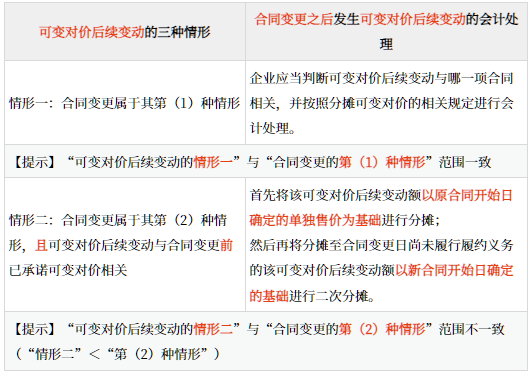 可变对价后续变动的三种情形
合同变更之后发生可变对价后续变动的会计处
理
情形一：合同变更属于其第（1）种情形
企业应当判断可变对价后续变动与哪一项合同
相关，并按照分摊可变对价的相关规定进行会
计处理。
【提示】“可变对价后续变动的情形一”与“合同变更的第（1）种情形”范围一致
情形二：合同变更属于其第（2）种情
形，且可变对价后续变动与合同变更前
已承诺可变对价相关
首先将该可变对价后续变动额以原合同开始日
确定的单独售价为基础进行分摊；
然后再将分摊至合同变更日尚未履行履约义务
的该可变对价后续变动额以新合同开始日确定
的基础进行二次分摊。
【提示】“可变对价后续变动的情形二”与“合同变更的第（2）种情形”范围不一致
（“情形二”＜“第（2）种情形”）